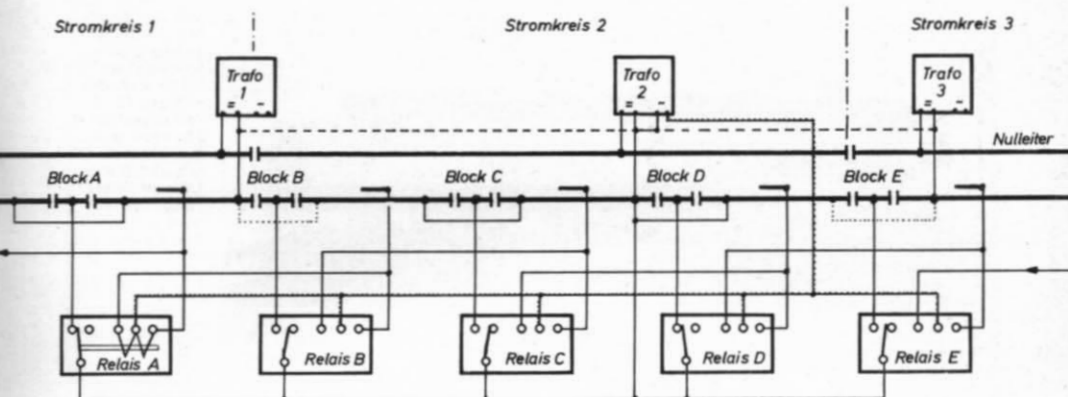 Stromkreis 1
Stromkreis 2
Stromkreis 3
Trafo
1
= ~
Trafo
2
= ~
Trafo
3
= ~
Nulleiter
Block A
Block B
Block C
Block D
Block E
Relais A
Relais B
Relais C
Relais D
Relais E